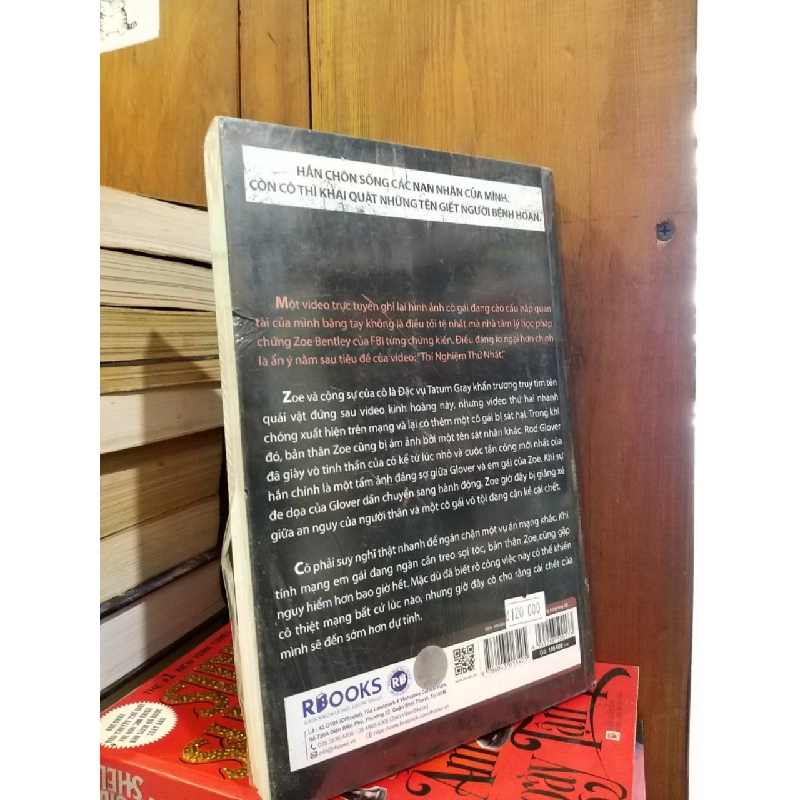 HẮN CHÔN SỐNG CÁC NẠN NHÂN CỦA MÌNH.
CÒN CÔ THÌ KHAI QUẬT NHỮNG TÊN GIẾT NGƯỜI BỆNH HOẠN.
Một video trực tuyến ghi lại hình ảnh cô gái đang cào cấu nắp quan
tài của mình bằng tay không là điều tồi tệ nhất mà nhà tâm lý học pháp
chứng Zoe Bentley của FBI từng chứng kiến. Điều đáng lo ngại hơn chính
là ẩn ý nằm sau tiêu đề của video: "Thí Nghiệm Thứ Nhất."
Zoe và cộng sự của cô là Đặc vụ Tatum Gray khẩn trương truy tìm tên
quái vật đứng sau video kinh hoàng này, nhưng video thứ hai nhanh
chóng xuất hiện trên mạng và lại có thêm một cô gái bị sát hại. Trong khi
đó, bản thân Zoe cũng bị ám ảnh bởi một tên sát nhân khác. Rod Glover
đã giày vò tinh thần của cô kể từ lúc nhỏ và cuộc tấn công mới nhất của
hắn chính là một tấm ảnh đáng sợ giữa Glover và em gái của Zoe. Khi sự
đe dọa của Glover dần chuyển sang hành động, Zoe giờ đây bị giằng xé
giữa an nguy của người thân và một cô gái vô tội đang cận kề cái chết.
Cô phải suy nghĩ thật nhanh để ngăn chặn một vụ án mạng khác. Khi
tính mạng em gái đang ngàn cân treo sợi tóc, bản thân Zoe cũng gặp
nguy hiểm hơn bao giờ hết. Mặc dù đã biết rõ công việc này có thể khiến
cô thiệt mạng bất cứ lúc nào, nhưng giờ đây cô cho rằng cái chết của
mình sẽ đến sớm hơn dự tính.
120 000
RBOOKS
RB
info@rbooks.vn
Am
Gầy Tàn
SHEL